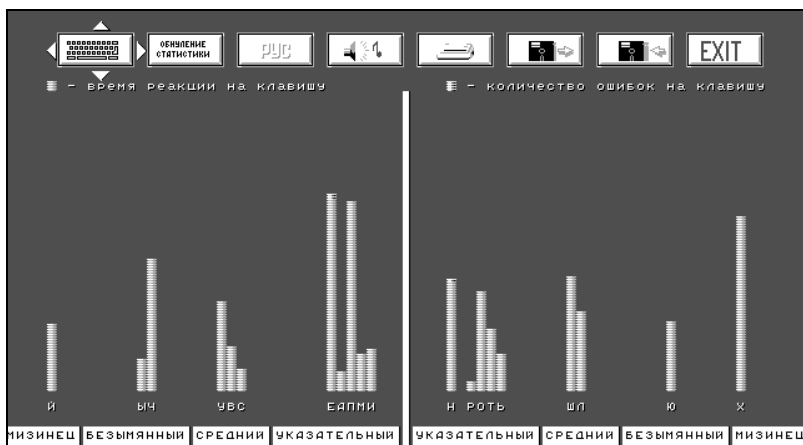 ОБНУЛЕНИЕ СТАТИСТИКИ РУС EXIT
- время реакции на клавишу - количество ошибок на клавишу
Й ЫЧ УВС ЕАПМИ Н РОТЬ ШЛ Ю Х
МИЗИНЕЦ БЕЗЫМЯННЫЙ СРЕДНИЙ УКАЗАТЕЛЬНЫЙ УКАЗАТЕЛЬНЫЙ СРЕДНИЙ БЕЗЫМЯННЫЙ МИЗИНЕЦ